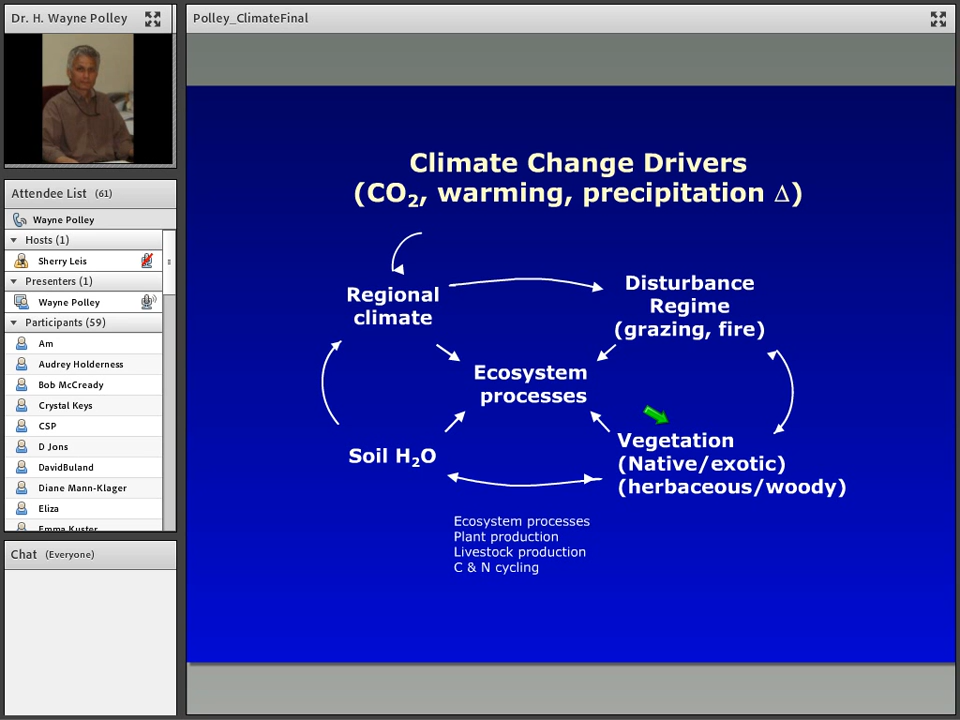 Dr. H. Wayne Polley
Attendee List (61)
Wayne Polley
Hosts (1)
Sherry Leis
Presenters (1)
Wayne Polley
Participants (59)
Am
Audrey Holderness
Bob McCready
Crystal Keys
CSP
D Jons
DavidBuland
Diane Mann-Klager
Eliza
Emma Kuster
Chat (Everyone)
Polley_ClimateFinal
Climate Change Drivers
(CO₂, warming, precipitation Δ)
Regional
climate
Disturbance
Regime
(grazing, fire)
Ecosystem
processes
Soil H₂O
Vegetation
(Native/exotic)
(herbaceous/woody)
Ecosystem processes
Plant production
Livestock production
C & N cycling